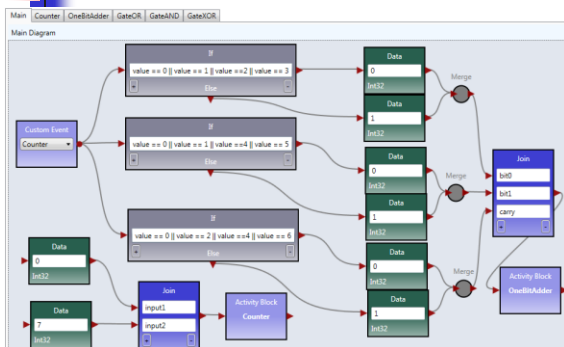 Main Counter OneBitAdder GateOR GateAND GateXOR
Main Diagram
If
value == 0 || value == 1 || value ==2 || value == 3
Else
Data
0
Int32
Data
1
Int32
Merge
Custom Event
Counter
If
value == 0 || value == 1 || value ==4 || value == 5
Else
Data
0
Int32
Data
1
Int32
Merge
Join
bit0
bit1
carry
If
value == 0 || value == 2 || value ==4 || value == 6
Else
Data
0
Int32
Data
1
Int32
Merge
Activity Block
OneBitAdder
Data
0
Int32
Data
7
Int32
Join
input1
input2
Activity Block
Counter